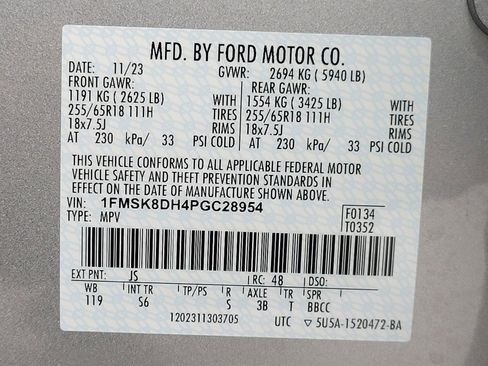 MFD. BY FORD MOTOR CO.
DATE: 11/23 GVWR: 2694 KG ( 5940 LB)
FRONT GAWR: REAR GAWR:
1191 KG ( 2625 LB) WITH 1554 KG ( 3425 LB) WITH
255/65R18 111H TIRES 255/65R18 111H TIRES
18x7.5J RIMS 18x7.5J RIMS
AT 230 kPa/ 33 PSI COLD AT 230 kPa/ 33 PSI COLD
THIS VEHICLE CONFORMS TO ALL APPLICABLE FEDERAL MOTOR
VEHICLE SAFETY AND THEFT PREVENTION STANDARDS IN
EFFECT ON THE DATE OF MANUFACTURE SHOWN ABOVE.
VIN: 1FMSK8DH4PGC28954 F0134
TYPE: MPV T0352
EXT PNT: JS RC: 48 DSO:
WB INT TR TP/PS R AXLE TR SPR
119 S6 S 3B T BBCC
1202311303705 UTC 5U5A-1520472-BA